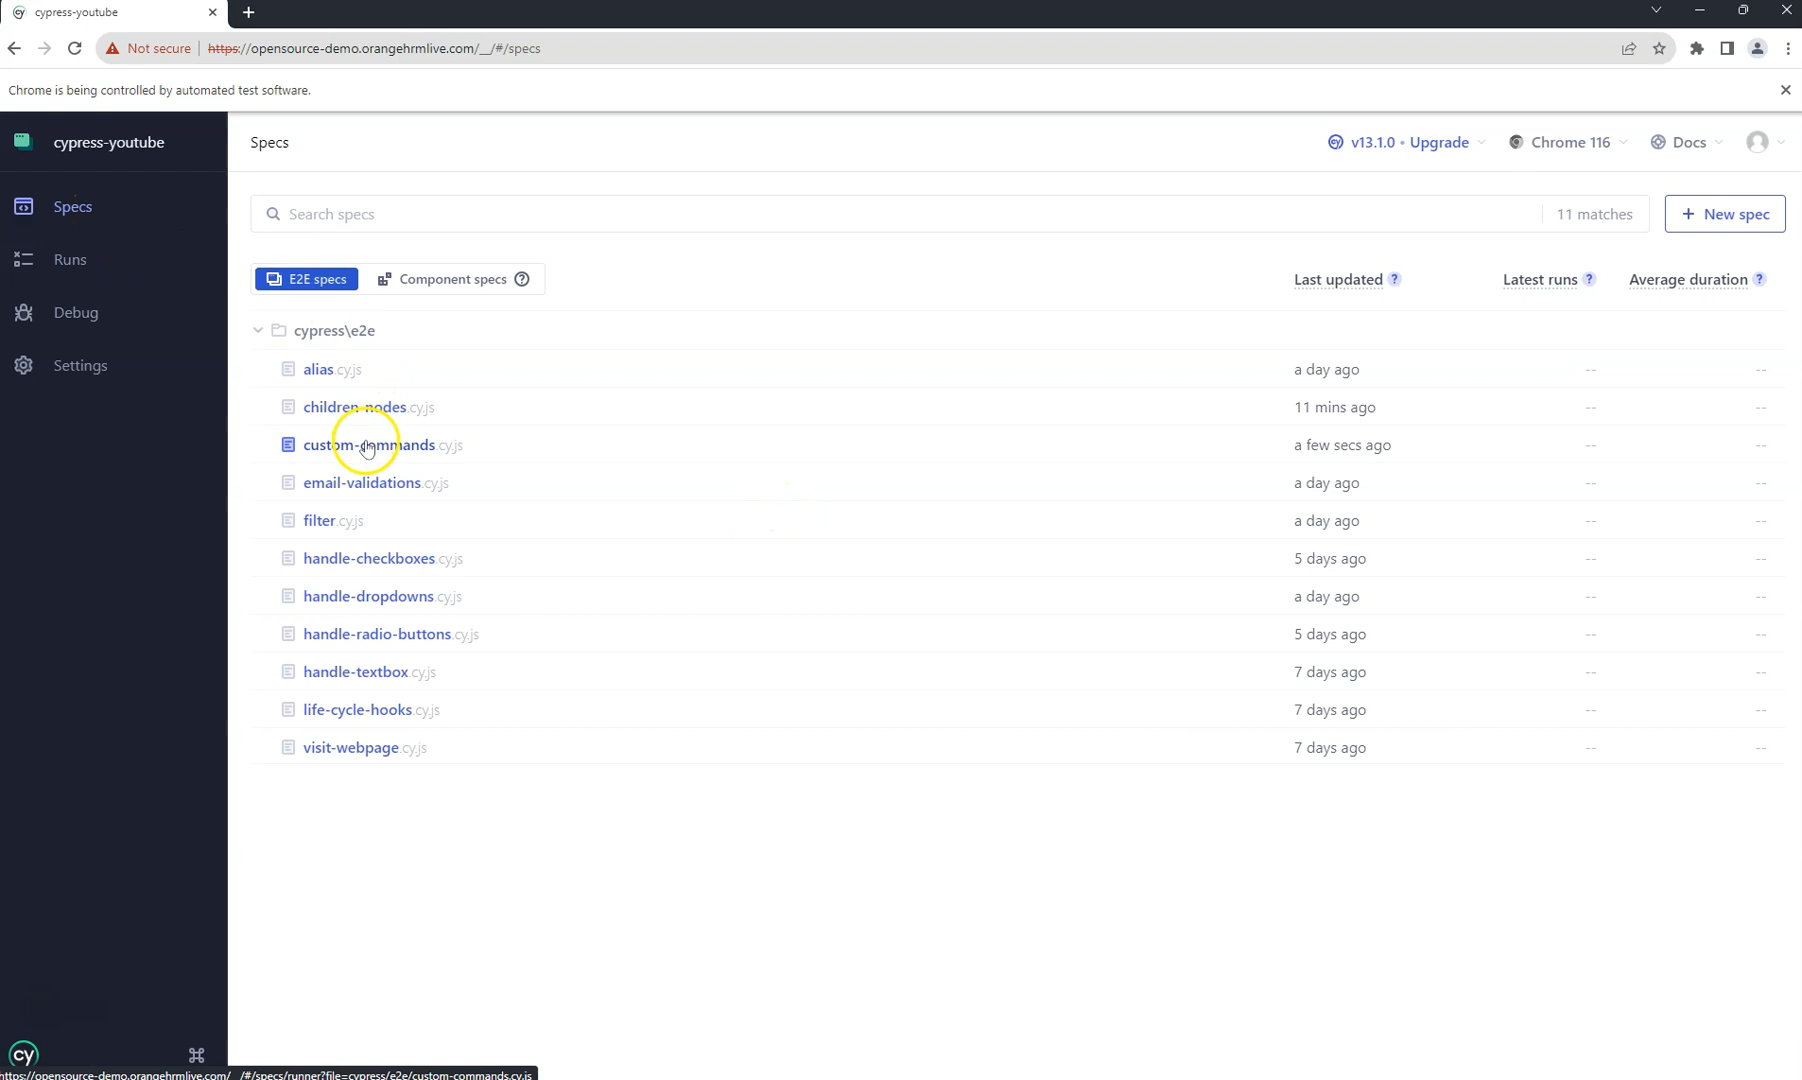 cypress-youtube
Not secure | https://opensource-demo.orangehrmlive.com/__/#/specs
Chrome is being controlled by automated test software.
cypress-youtube
Specs
v13.1.0 • Upgrade
Chrome 116
Docs
Specs
Runs
Debug
Settings
Search specs
11 matches
+ New spec
E2E specs
Component specs ?
Last updated ?
Latest runs ?
Average duration ?
cypress\e2e
alias.cy.js a day ago -- --
children-nodes.cy.js 11 mins ago -- --
custom-commands.cy.js a few secs ago -- --
email-validations.cy.js a day ago -- --
filter.cy.js a day ago -- --
handle-checkboxes.cy.js 5 days ago -- --
handle-dropdowns.cy.js a day ago -- --
handle-radio-buttons.cy.js 5 days ago -- --
handle-textbox.cy.js 7 days ago -- --
life-cycle-hooks.cy.js 7 days ago -- --
visit-webpage.cy.js 7 days ago -- --
cy
https://opensource-demo.orangehrmlive.com/__/#/specs/runner?file=cypress/e2e/custom-commands.cy.js